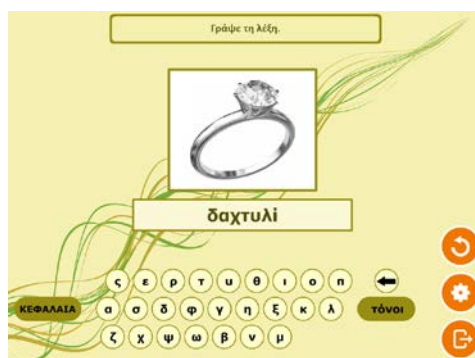 Γράψε τη λέξη.
δαχτυλί
ς ε ρ τ υ θ ι ο π
ΚΕΦΑΛΑΙΑ α σ δ φ γ η ξ κ λ τόνοι
ζ χ ψ ω β ν μ